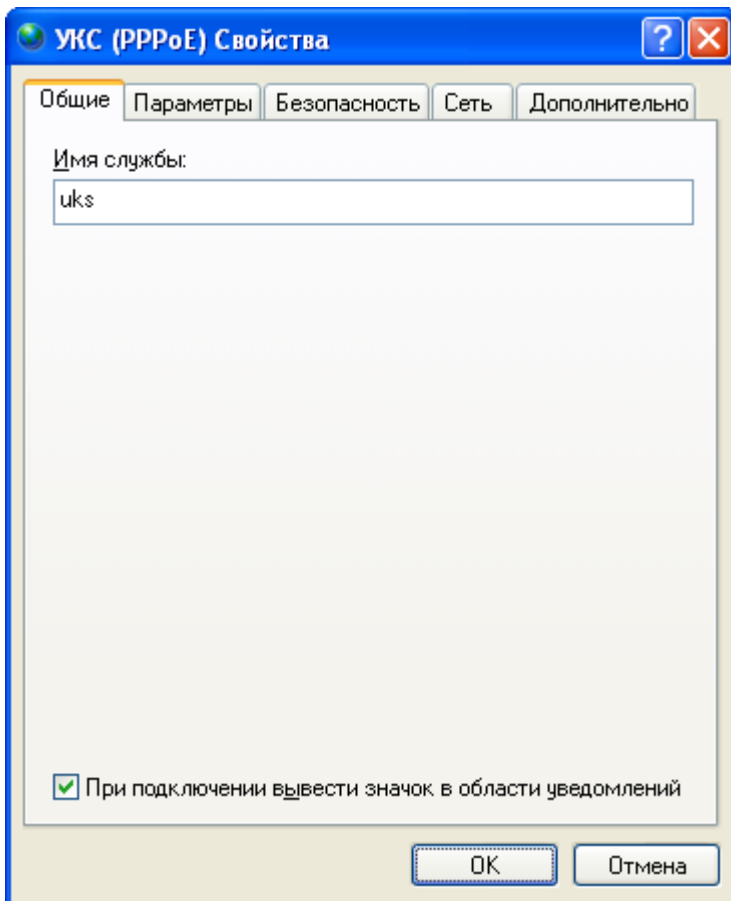 УКС (PPPoE) Свойства
Общие Параметры Безопасность Сеть Дополнительно
Имя службы:
uks
При подключении вывести значок в области уведомлений
OK Отмена